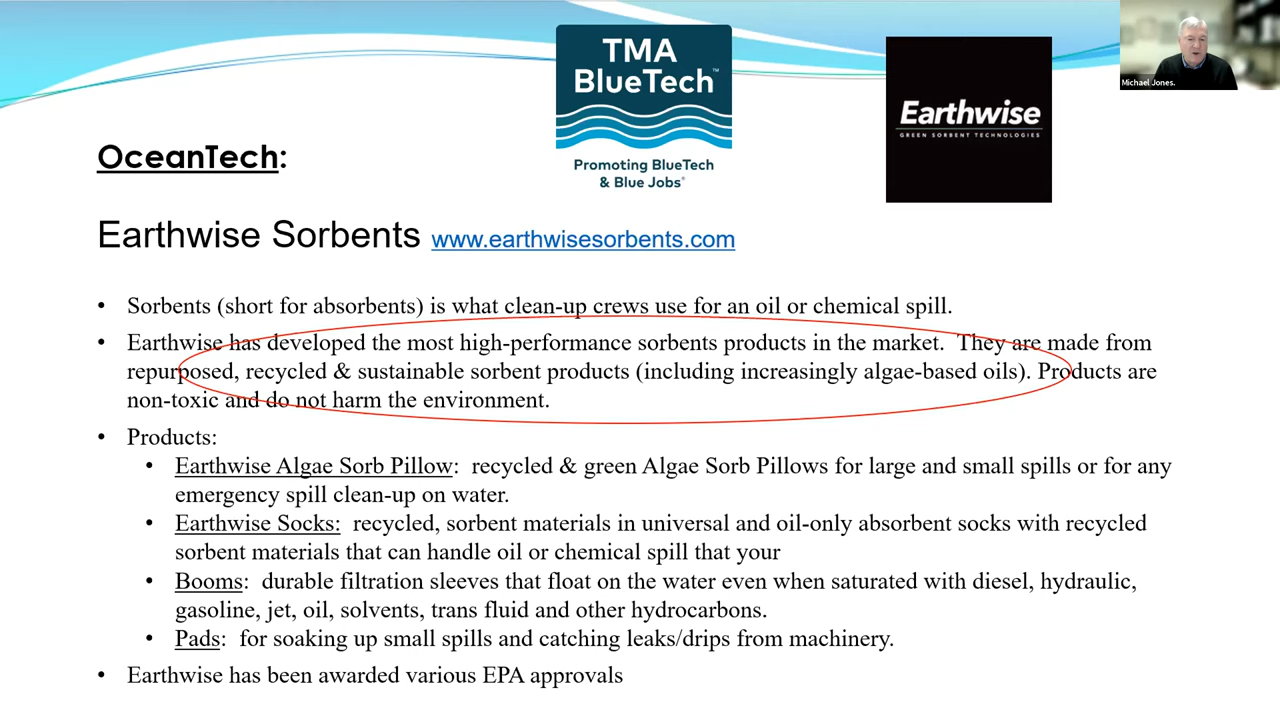 TMA
BlueTech™
Promoting BlueTech
& Blue Jobs®
Earthwise
GREEN SORBENT TECHNOLOGIES
Michael Jones.
OceanTech:
Earthwise Sorbents www.earthwisesorbents.com
• Sorbents (short for absorbents) is what clean-up crews use for an oil or chemical spill.
• Earthwise has developed the most high-performance sorbents products in the market. They are made from
repurposed, recycled & sustainable sorbent products (including increasingly algae-based oils). Products are
non-toxic and do not harm the environment.
• Products:
• Earthwise Algae Sorb Pillow: recycled & green Algae Sorb Pillows for large and small spills or for any
emergency spill clean-up on water.
• Earthwise Socks: recycled, sorbent materials in universal and oil-only absorbent socks with recycled
sorbent materials that can handle oil or chemical spill that your
• Booms: durable filtration sleeves that float on the water even when saturated with diesel, hydraulic,
gasoline, jet, oil, solvents, trans fluid and other hydrocarbons.
• Pads: for soaking up small spills and catching leaks/drips from machinery.
• Earthwise has been awarded various EPA approvals